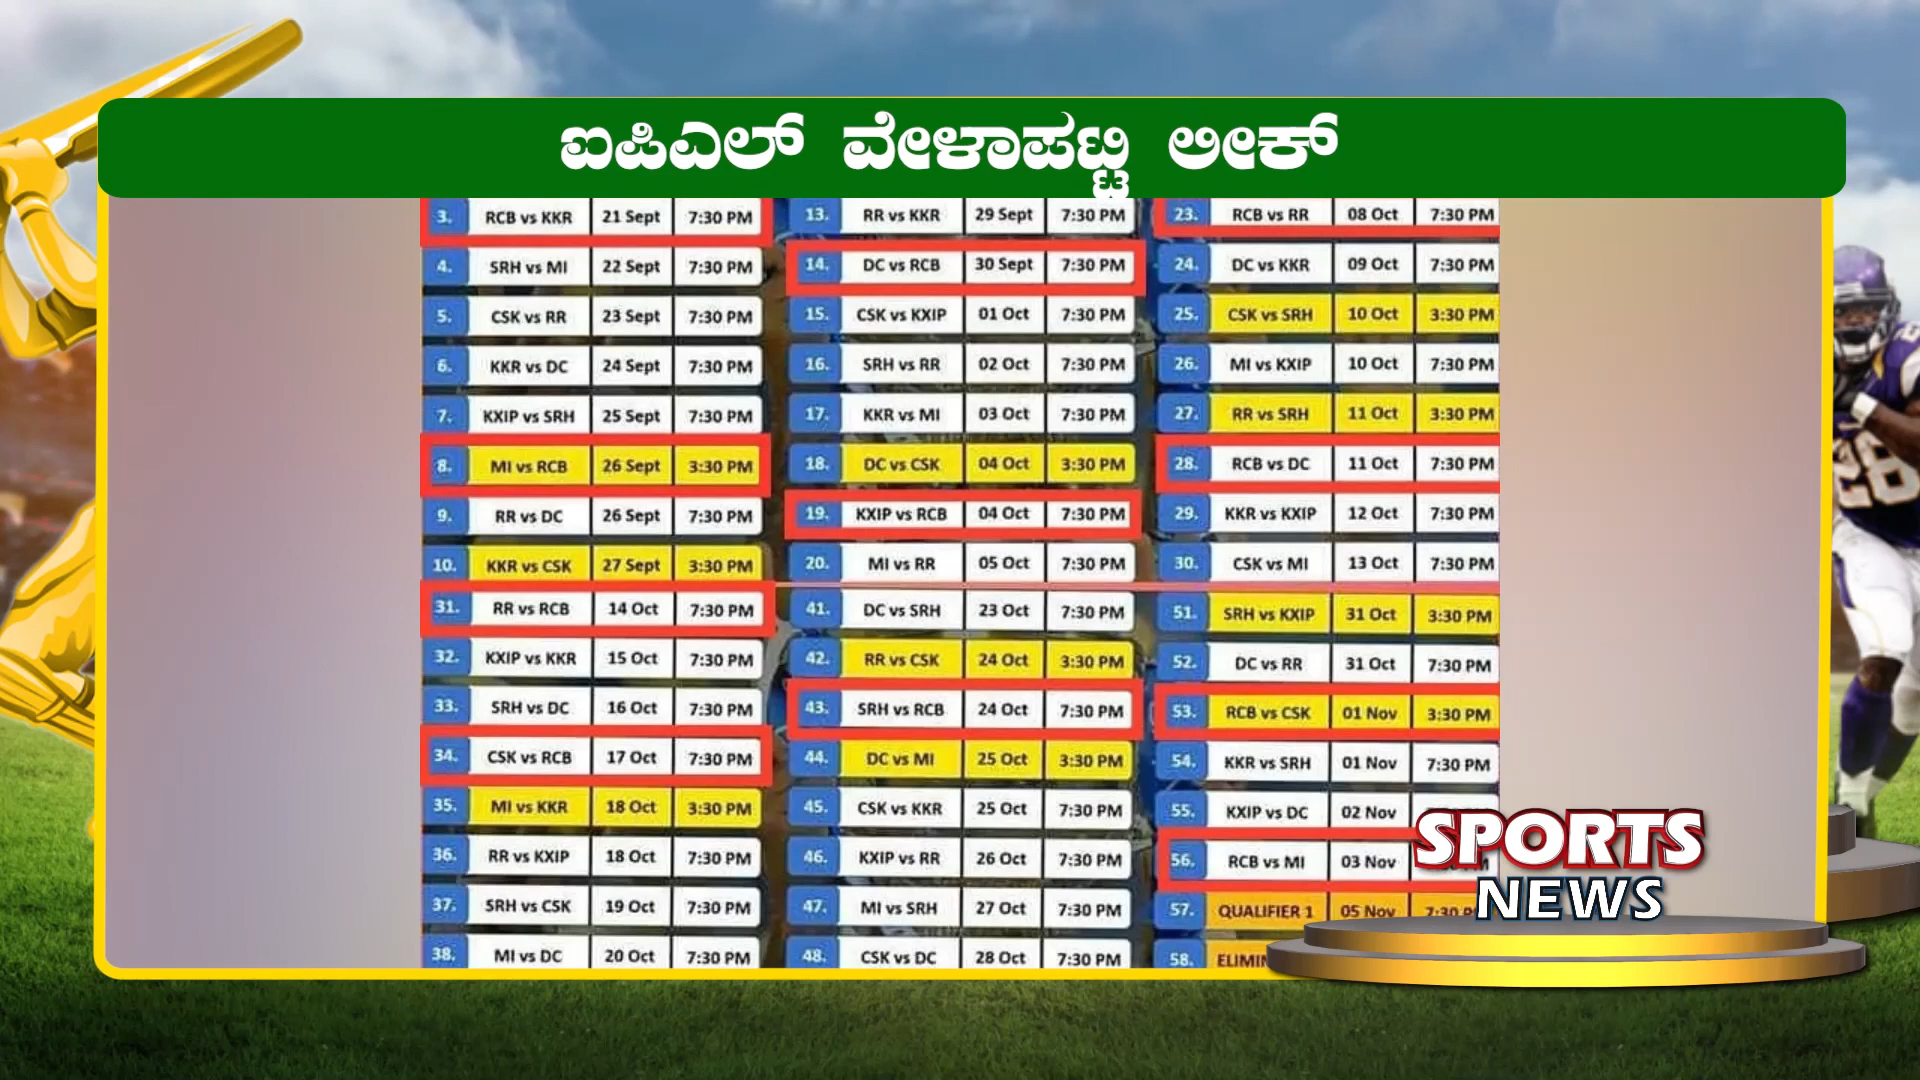 ಐಪಿಎಲ್ ವೇಳಾಪಟ್ಟಿ ಲೀಕ್
3. RCB vs KKR 21 Sept 7:30 PM 13. RR vs KKR 29 Sept 7:30 PM 23. RCB vs RR 08 Oct 7:30 PM
4. SRH vs MI 22 Sept 7:30 PM 14. DC vs RCB 30 Sept 7:30 PM 24. DC vs KKR 09 Oct 7:30 PM
5. CSK vs RR 23 Sept 7:30 PM 15. CSK vs KXIP 01 Oct 7:30 PM 25. CSK vs SRH 10 Oct 3:30 PM
6. KKR vs DC 24 Sept 7:30 PM 16. SRH vs RR 02 Oct 7:30 PM 26. MI vs KXIP 10 Oct 7:30 PM
7. KXIP vs SRH 25 Sept 7:30 PM 17. KKR vs MI 03 Oct 7:30 PM 27. RR vs SRH 11 Oct 3:30 PM
8. MI vs RCB 26 Sept 3:30 PM 18. DC vs CSK 04 Oct 3:30 PM 28. RCB vs DC 11 Oct 7:30 PM
9. RR vs DC 26 Sept 7:30 PM 19. KXIP vs RCB 04 Oct 7:30 PM 29. KKR vs KXIP 12 Oct 7:30 PM
10. KKR vs CSK 27 Sept 3:30 PM 20. MI vs RR 05 Oct 7:30 PM 30. CSK vs MI 13 Oct 7:30 PM
31. RR vs RCB 14 Oct 7:30 PM 41. DC vs SRH 23 Oct 7:30 PM 51. SRH vs KXIP 31 Oct 3:30 PM
32. KXIP vs KKR 15 Oct 7:30 PM 42. RR vs CSK 24 Oct 3:30 PM 52. DC vs RR 31 Oct 7:30 PM
33. SRH vs DC 16 Oct 7:30 PM 43. SRH vs RCB 24 Oct 7:30 PM 53. RCB vs CSK 01 Nov 3:30 PM
34. CSK vs RCB 17 Oct 7:30 PM 44. DC vs MI 25 Oct 3:30 PM 54. KKR vs SRH 01 Nov 7:30 PM
35. MI vs KKR 18 Oct 3:30 PM 45. CSK vs KKR 25 Oct 7:30 PM 55. KXIP vs DC 02 Nov
36. RR vs KXIP 18 Oct 7:30 PM 46. KXIP vs RR 26 Oct 7:30 PM 56. RCB vs MI 03 Nov
37. SRH vs CSK 19 Oct 7:30 PM 47. MI vs SRH 27 Oct 7:30 PM 57. QUALIFIER 1 05 Nov 7:30
38. MI vs DC 20 Oct 7:30 PM 48. CSK vs DC 28 Oct 7:30 PM 58.
SPORTS
NEWS
28